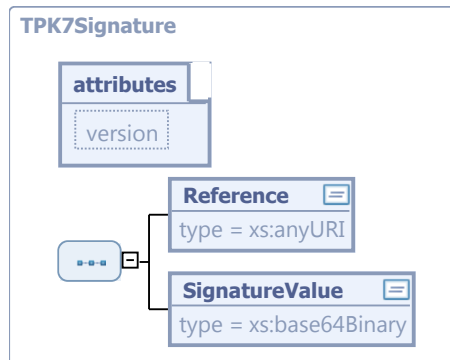 TPK7Signature
attributes
version
Reference
type = xs:anyURI
SignatureValue
type = xs:base64Binary